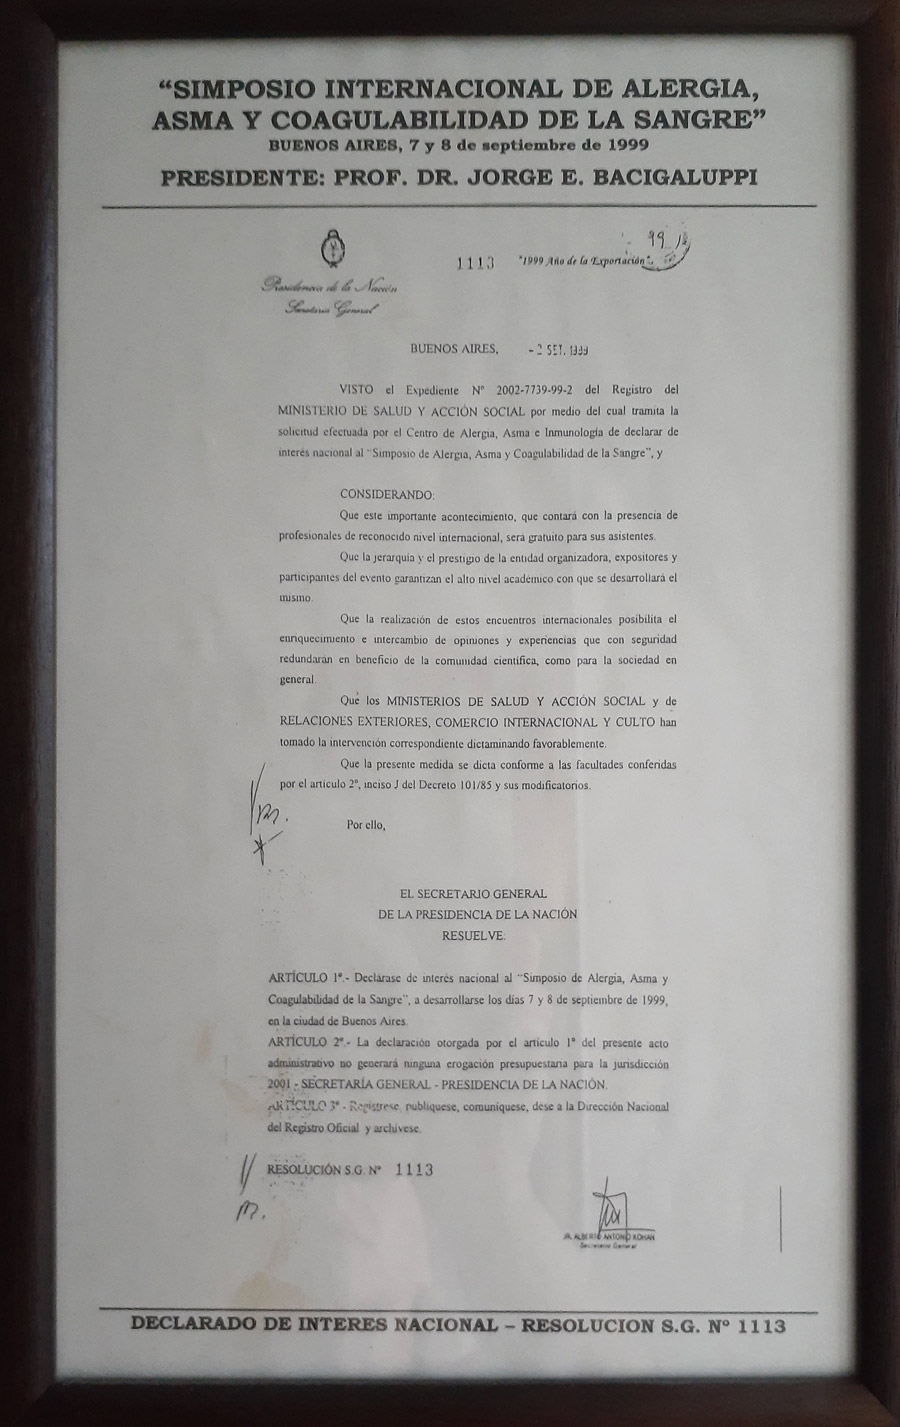 “SIMPOSIO INTERNACIONAL DE ALERGIA,
ASMA Y COAGULABILIDAD DE LA SANGRE”
BUENOS AIRES, 7 y 8 de septiembre de 1999
PRESIDENTE: PROF. DR. JORGE E. BACIGALUPPI
99
1113 "1999 Año de la Exportación".
Presidencia de la Nación
Secretaría General
BUENOS AIRES, - 2 SET. 1999
VISTO el Expediente Nº 2002-7739-99-2 del Registro del
MINISTERIO DE SALUD Y ACCIÓN SOCIAL por medio del cual tramita la
solicitud efectuada por el Centro de Alergia, Asma e Inmunología de declarar de
interés nacional al "Simposio de Alergia, Asma y Coagulabilidad de la Sangre", y
CONSIDERANDO:
Que este importante acontecimiento, que contará con la presencia de
profesionales de reconocido nivel internacional, será gratuito para sus asistentes.
Que la jerarquía y el prestigio de la entidad organizadora, expositores y
participantes del evento garantizan el alto nivel académico con que se desarrollará el
mismo.
Que la realización de estos encuentros internacionales posibilita el
enriquecimiento e intercambio de opiniones y experiencias que con seguridad
redundarán en beneficio de la comunidad científica, como para la sociedad en
general.
Que los MINISTERIOS DE SALUD Y ACCIÓN SOCIAL y de
RELACIONES EXTERIORES, COMERCIO INTERNACIONAL Y CULTO han
tomado la intervención correspondiente dictaminando favorablemente.
Que la presente medida se dicta conforme a las facultades conferidas
por el artículo 2º, inciso J del Decreto 101/85 y sus modificatorios.
Por ello,
EL SECRETARIO GENERAL
DE LA PRESIDENCIA DE LA NACIÓN
RESUELVE:
ARTÍCULO 1º.- Declárase de interés nacional al "Simposio de Alergia, Asma y
Coagulabilidad de la Sangre", a desarrollarse los días 7 y 8 de septiembre de 1999,
en la ciudad de Buenos Aires.
ARTÍCULO 2º.- La declaración otorgada por el artículo 1º del presente acto
administrativo no generará ninguna erogación presupuestaria para la jurisdicción
2001 - SECRETARÍA GENERAL - PRESIDENCIA DE LA NACIÓN.
ARTÍCULO 3º - Regístrese, publíquese, comuníquese, dése a la Dirección Nacional
del Registro Oficial y archívese.
RESOLUCIÓN S.G. Nº 1113
ALBERTO ANTONIO KOHAN
Secretario General
DECLARADO DE INTERES NACIONAL – RESOLUCION S.G. Nº 1113